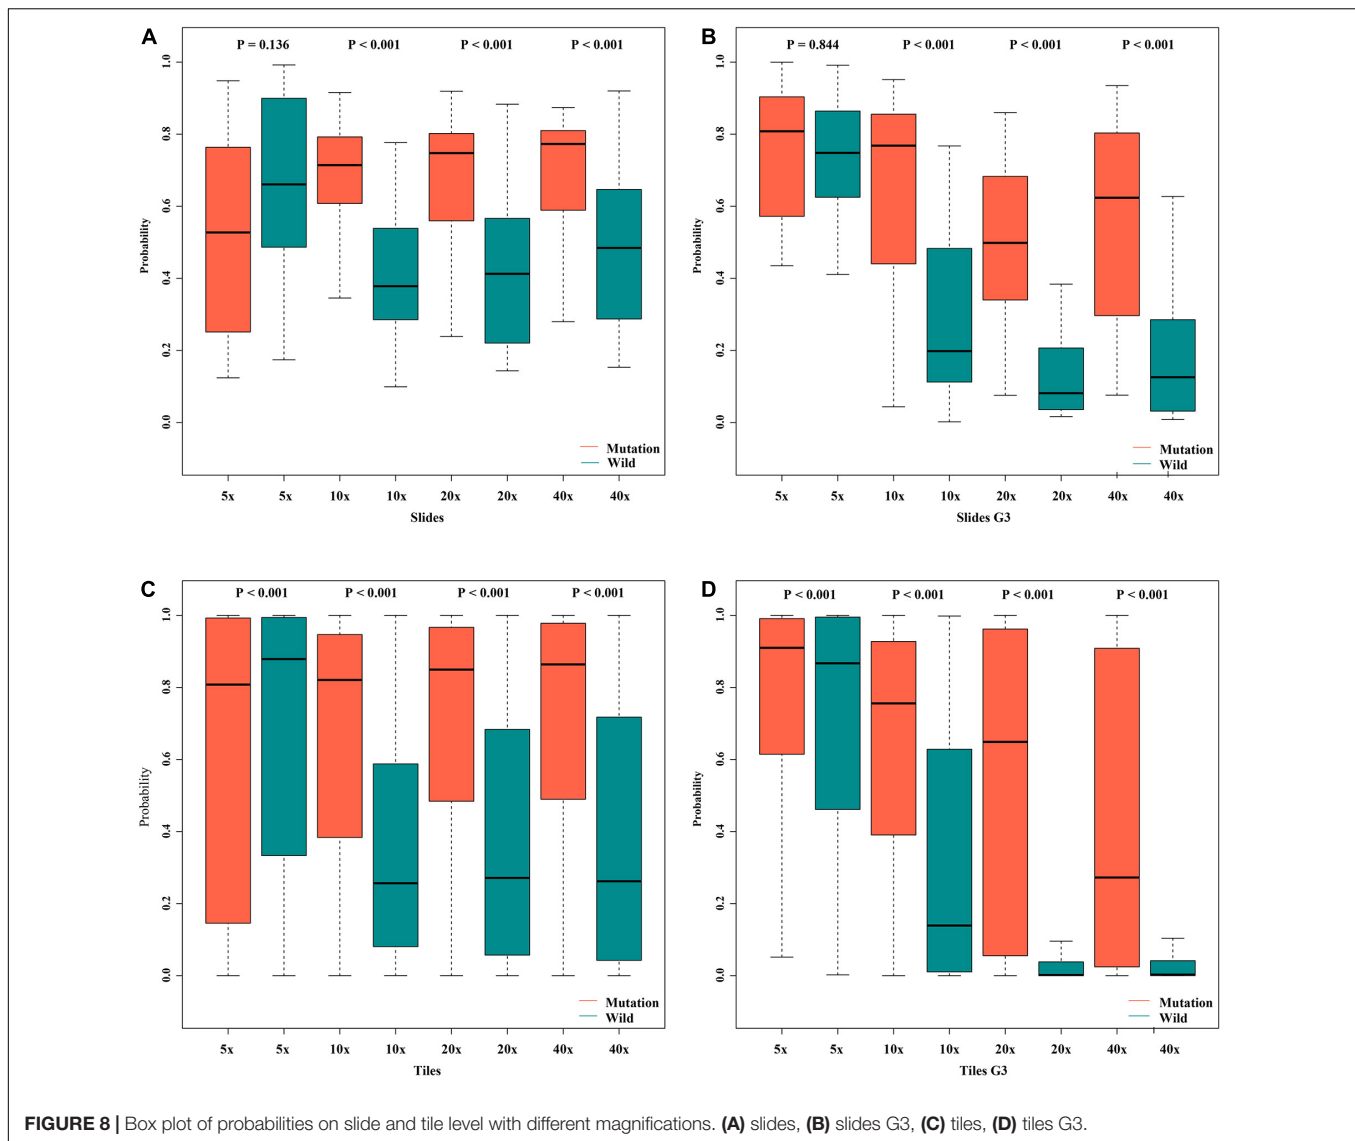 A
P = 0.136 P < 0.001 P < 0.001 P < 0.001
Probability
0.0 0.2 0.4 0.6 0.8 1.0
Mutation
Wild
5x 5x 10x 10x 20x 20x 40x 40x
Slides
B
P = 0.844 P < 0.001 P < 0.001 P < 0.001
Probability
0.0 0.2 0.4 0.6 0.8 1.0
Mutation
Wild
5x 5x 10x 10x 20x 20x 40x 40x
Slides G3
C
P < 0.001 P < 0.001 P < 0.001 P < 0.001
Probability
0.0 0.2 0.4 0.6 0.8 1.0
Mutation
Wild
5x 5x 10x 10x 20x 20x 40x 40x
Tiles
D
P < 0.001 P < 0.001 P < 0.001 P < 0.001
Probability
0.0 0.2 0.4 0.6 0.8 1.0
Mutation
Wild
5x 5x 10x 10x 20x 20x 40x 40x
Tiles G3
FIGURE 8 | Box plot of probabilities on slide and tile level with different magnifications. (A) slides, (B) slides G3, (C) tiles, (D) tiles G3.